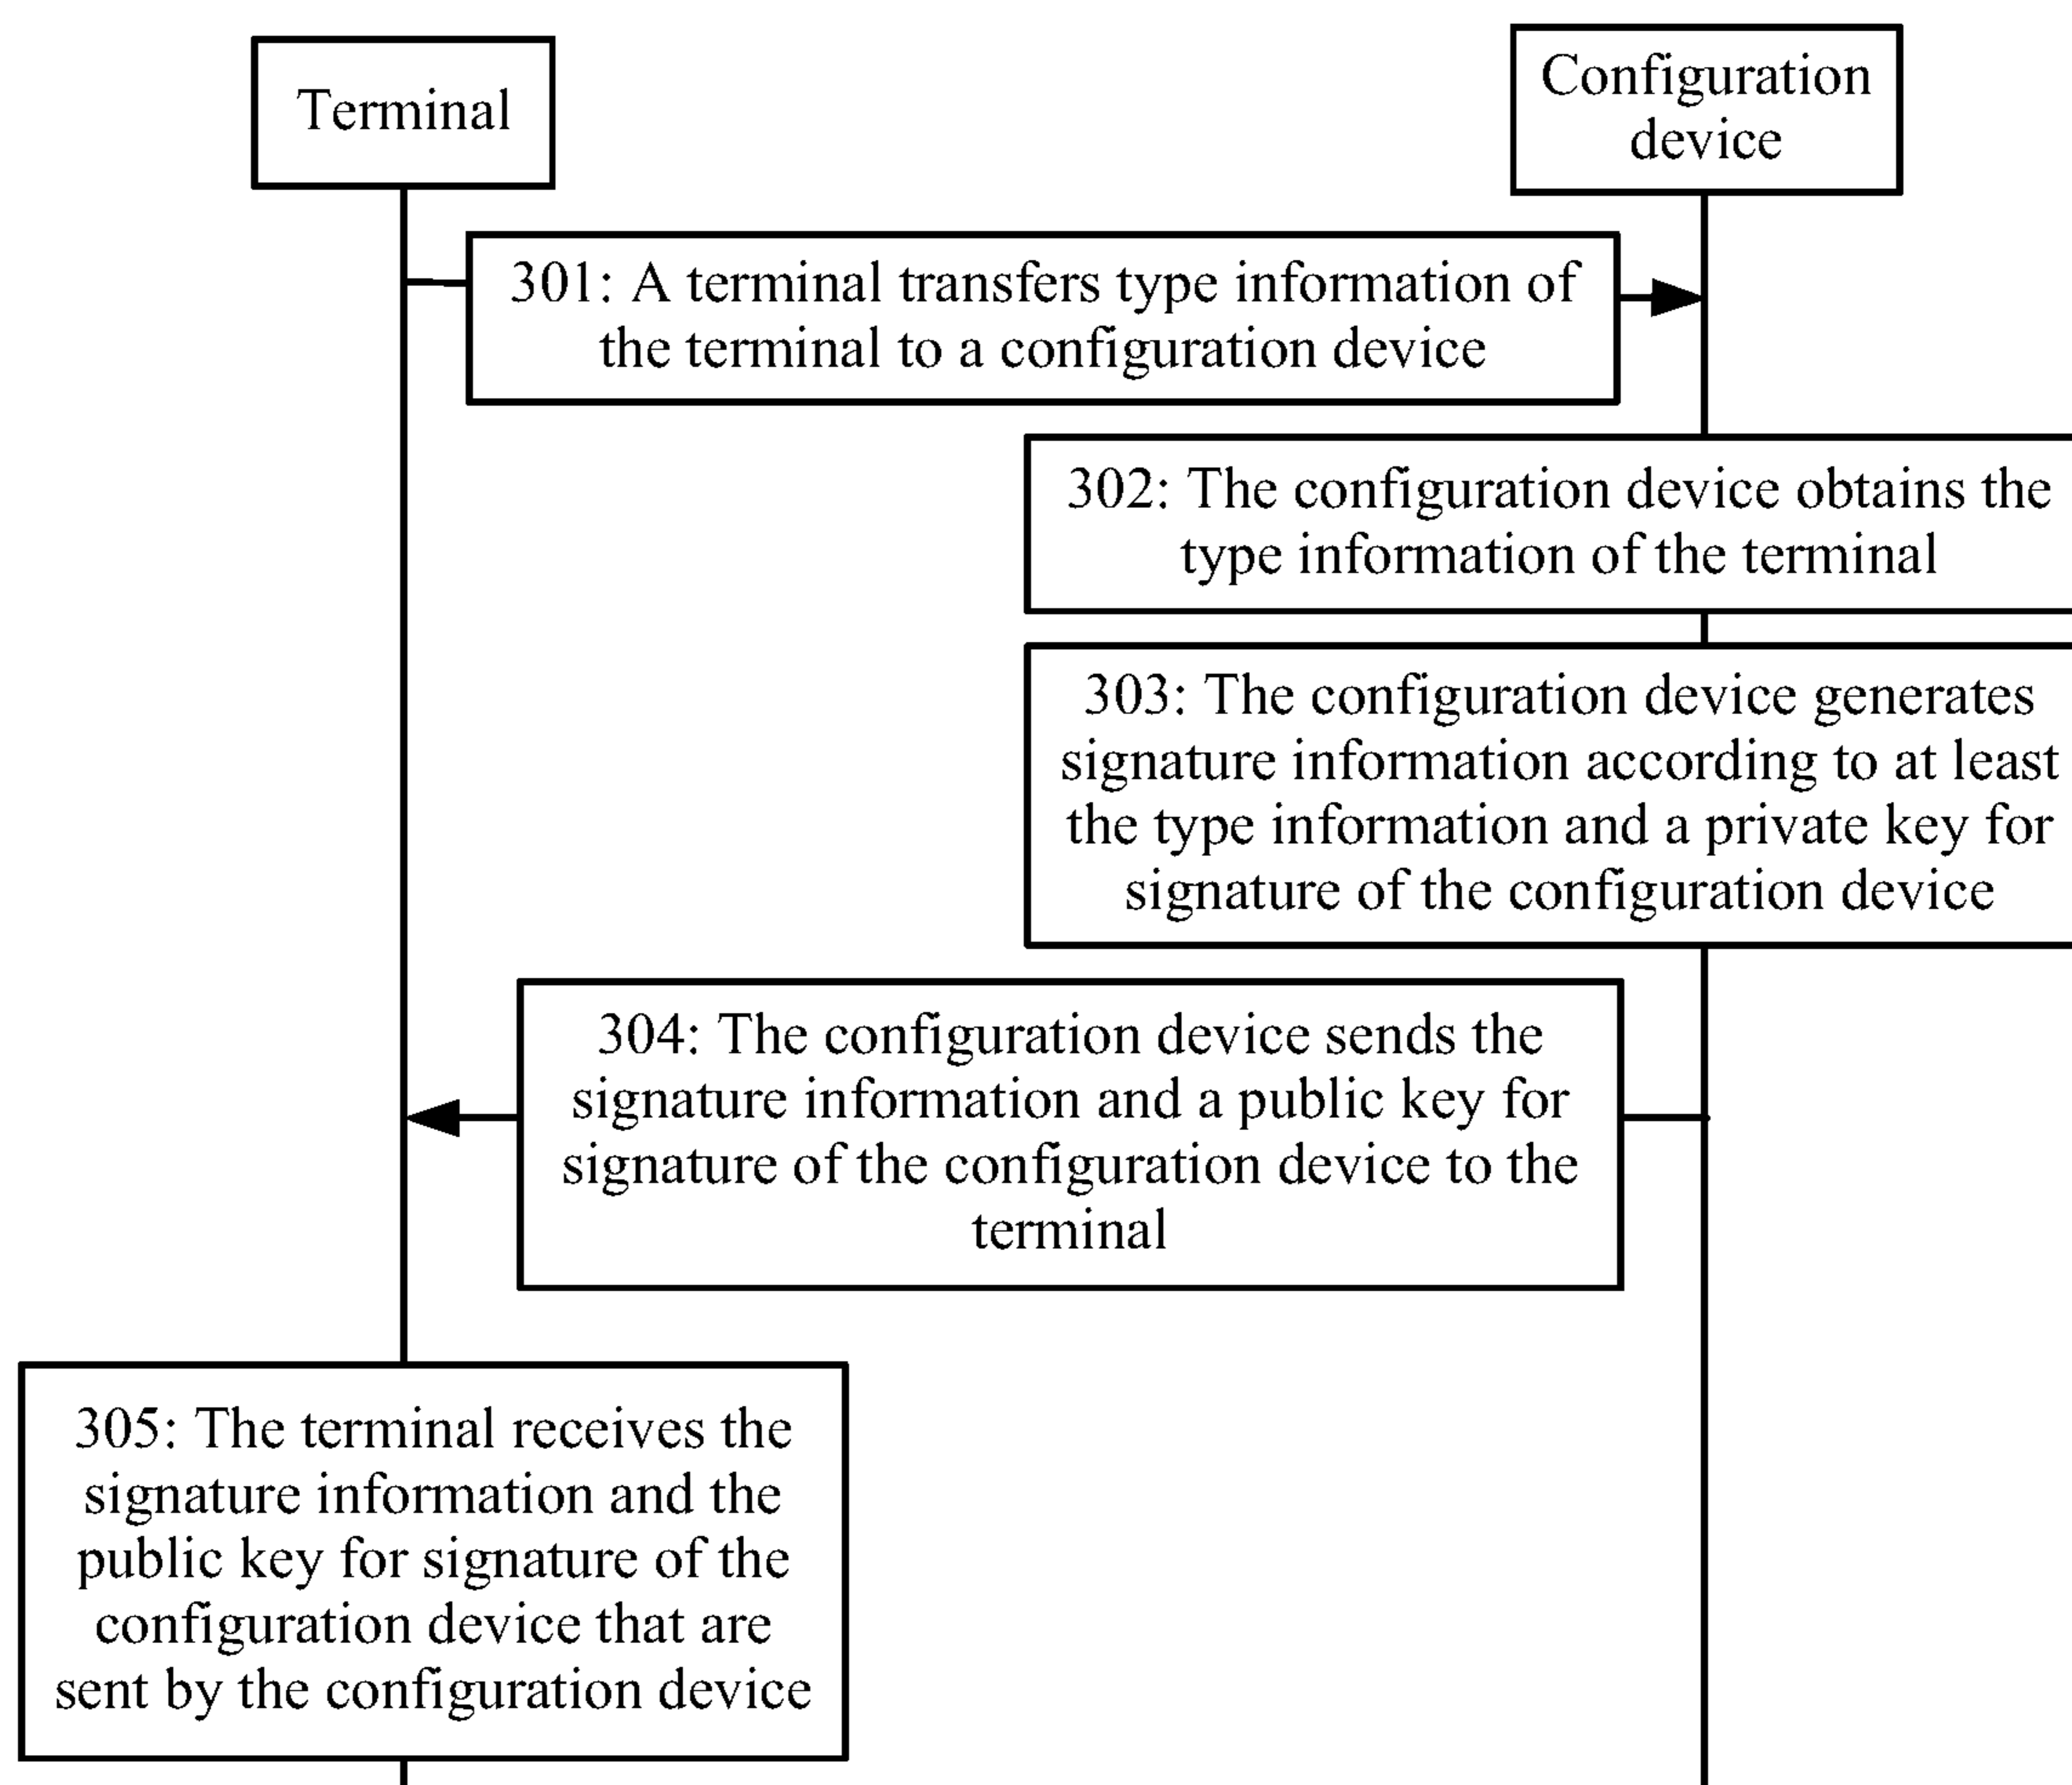 Terminal
Configuration
device
301: A terminal transfers type information of
the terminal to a configuration device
302: The configuration device obtains the
type information of the terminal
303: The configuration device generates
signature information according to at least
the type information and a private key for
signature of the configuration device
304: The configuration device sends the
signature information and a public key for
signature of the configuration device to the
terminal
305: The terminal receives the
signature information and the
public key for signature of the
configuration device that are
sent by the configuration device